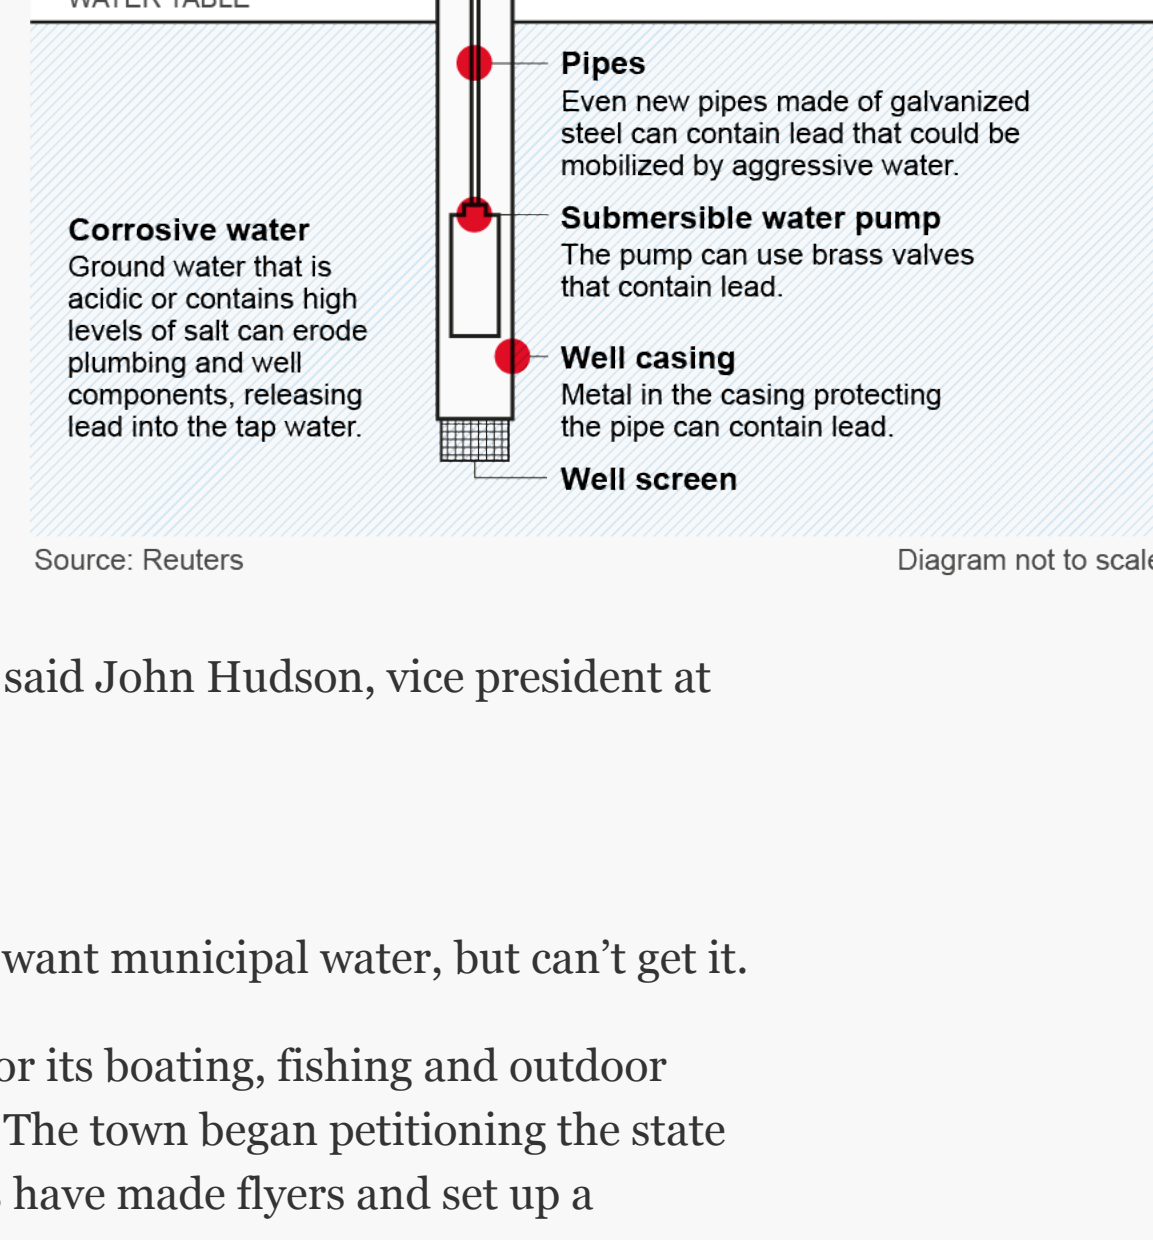 WATER TABLE
Pipes
Even new pipes made of galvanized
steel can contain lead that could be
mobilized by aggressive water.
Submersible water pump
The pump can use brass valves
that contain lead.
Corrosive water
Ground water that is
acidic or contains high
levels of salt can erode
plumbing and well
components, releasing
lead into the tap water.
Well casing
Metal in the casing protecting
the pipe can contain lead.
Well screen
Source: Reuters
Diagram not to scale
said John Hudson, vice president at
want municipal water, but can’t get it.
or its boating, fishing and outdoor
The town began petitioning the state
s have made flyers and set up a